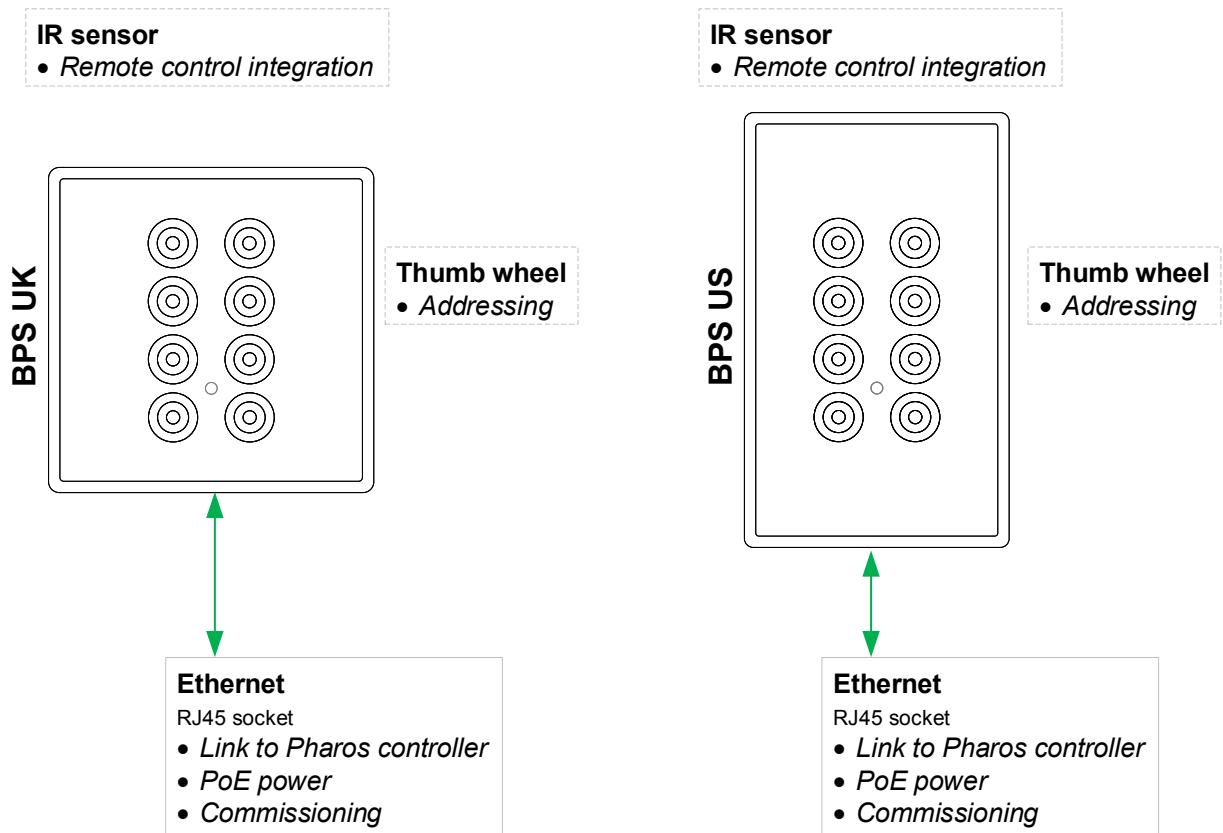 IR sensor
• Remote control integration
BPS UK
Thumb wheel
• Addressing
Ethernet
RJ45 socket
• Link to Pharos controller
• PoE power
• Commissioning
IR sensor
• Remote control integration
BPS US
Thumb wheel
• Addressing
Ethernet
RJ45 socket
• Link to Pharos controller
• PoE power
• Commissioning